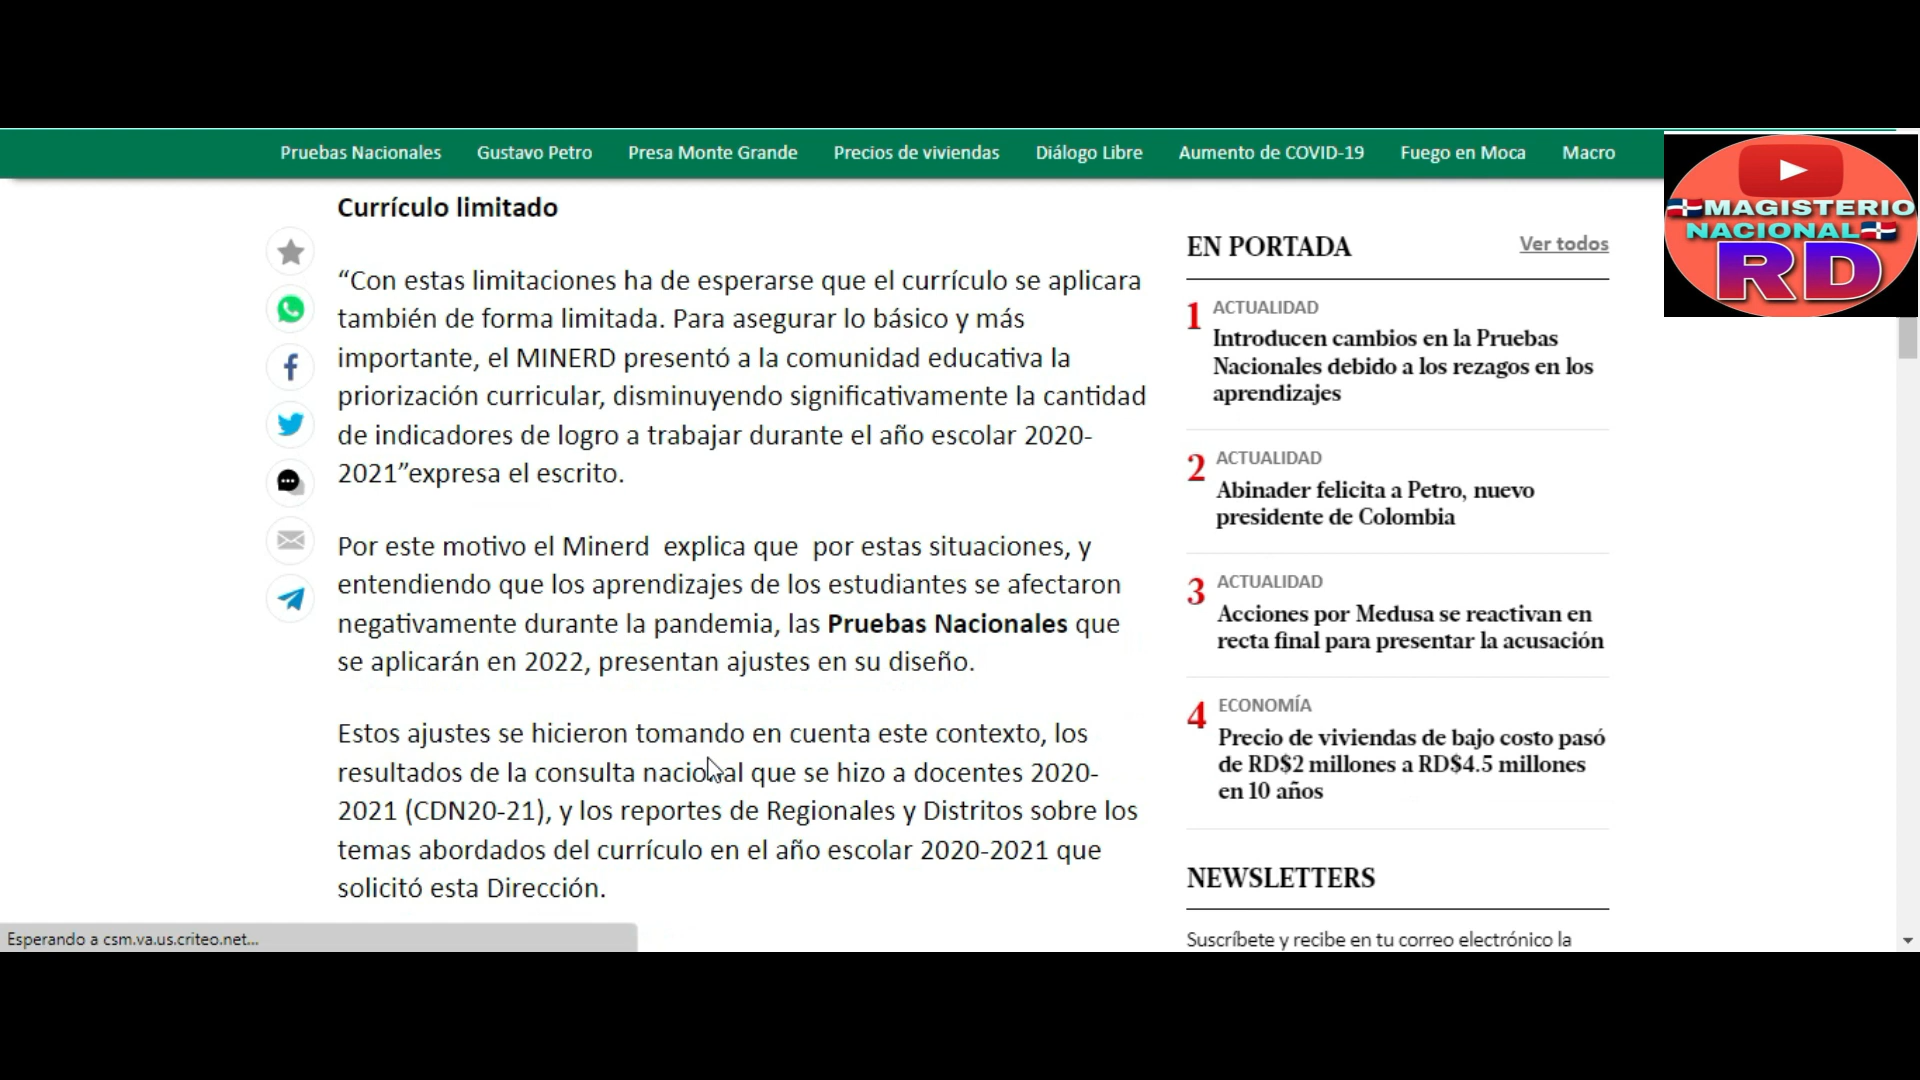 Pruebas Nacionales Gustavo Petro Presa Monte Grande Precios de viviendas Diálogo Libre Aumento de COVID-19 Fuego en Moca Macro
MAGISTERIO
NACIONAL
RD
Currículo limitado
“Con estas limitaciones ha de esperarse que el currículo se aplicara
también de forma limitada. Para asegurar lo básico y más
importante, el MINERD presentó a la comunidad educativa la
priorización curricular, disminuyendo significativamente la cantidad
de indicadores de logro a trabajar durante el año escolar 2020-
2021”expresa el escrito.
Por este motivo el Minerd  explica que  por estas situaciones, y
entendiendo que los aprendizajes de los estudiantes se afectaron
negativamente durante la pandemia, las Pruebas Nacionales que
se aplicarán en 2022, presentan ajustes en su diseño.
Estos ajustes se hicieron tomando en cuenta este contexto, los
resultados de la consulta nacional que se hizo a docentes 2020-
2021 (CDN20-21), y los reportes de Regionales y Distritos sobre los
temas abordados del currículo en el año escolar 2020-2021 que
solicitó esta Dirección.
EN PORTADA Ver todos
1 ACTUALIDAD
Introducen cambios en la Pruebas
Nacionales debido a los rezagos en los
aprendizajes
2 ACTUALIDAD
Abinader felicita a Petro, nuevo
presidente de Colombia
3 ACTUALIDAD
Acciones por Medusa se reactivan en
recta final para presentar la acusación
4 ECONOMÍA
Precio de viviendas de bajo costo pasó
de RD$2 millones a RD$4.5 millones
en 10 años
NEWSLETTERS
Suscríbete y recibe en tu correo electrónico la
Esperando a csm.va.us.criteo.net...